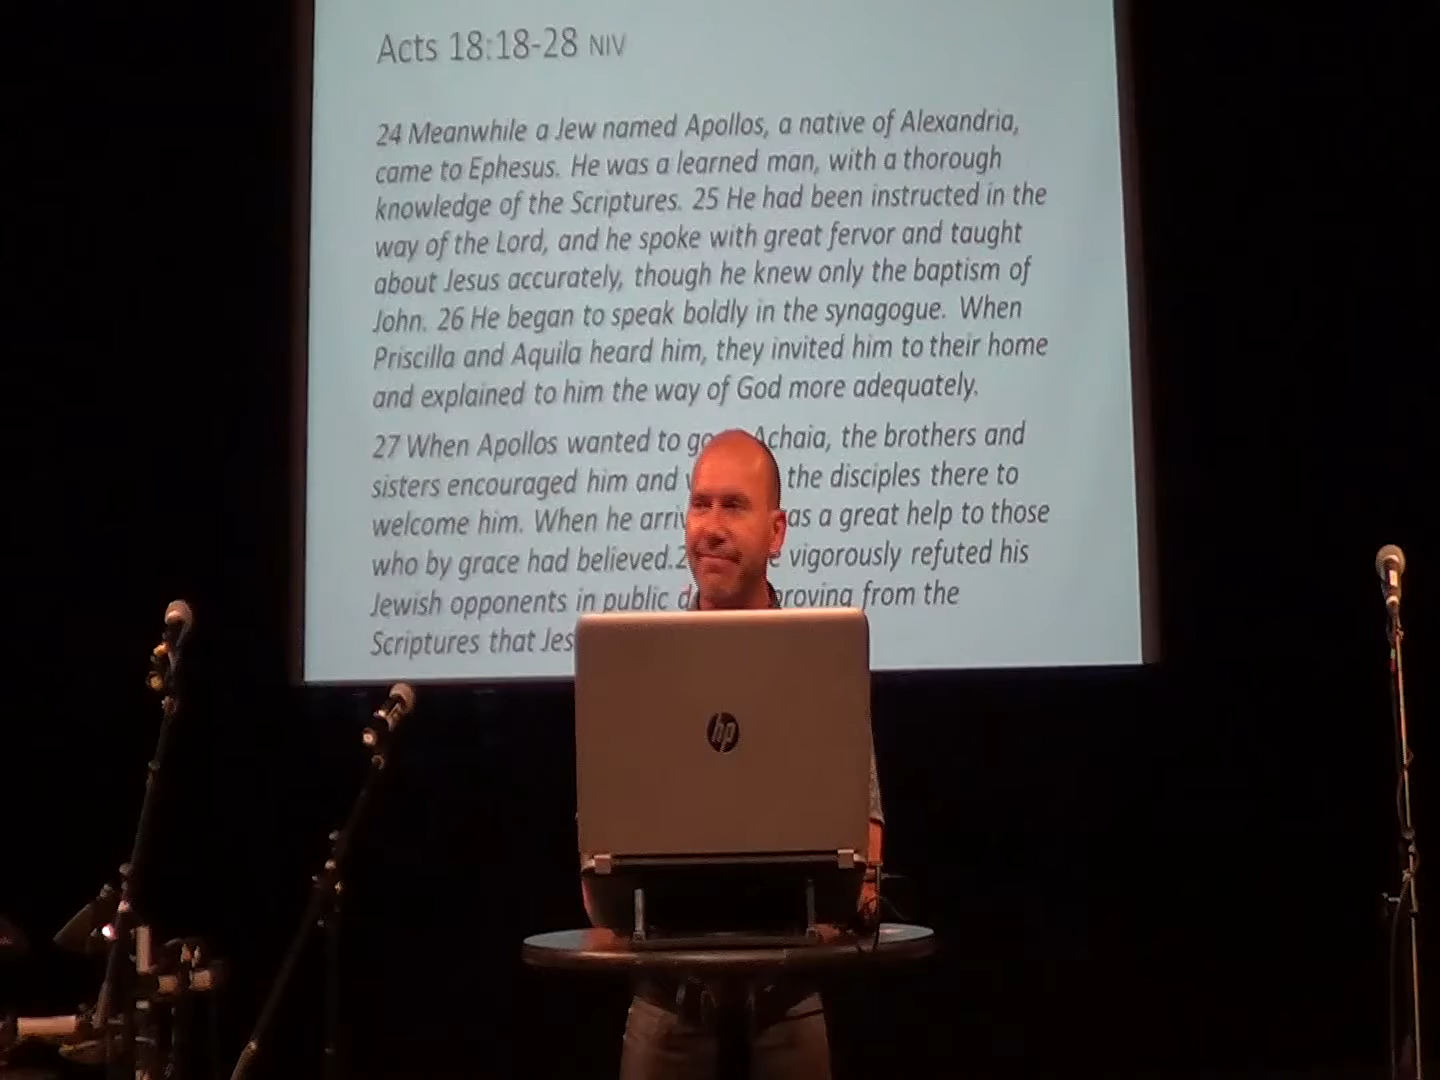 Acts 18:18-28 NIV
24 Meanwhile a Jew named Apollos, a native of Alexandria,
came to Ephesus. He was a learned man, with a thorough
knowledge of the Scriptures. 25 He had been instructed in the
way of the Lord, and he spoke with great fervor and taught
about Jesus accurately, though he knew only the baptism of
John. 26 He began to speak boldly in the synagogue. When
Priscilla and Aquila heard him, they invited him to their home
and explained to him the way of God more adequately.
27 When Apollos wanted to go Achaia, the brothers and
sisters encouraged him and the disciples there to
welcome him. When he as a great help to those
who by grace had believed. vigorously refuted his
Jewish opponents in public proving from the
Scriptures that
hp